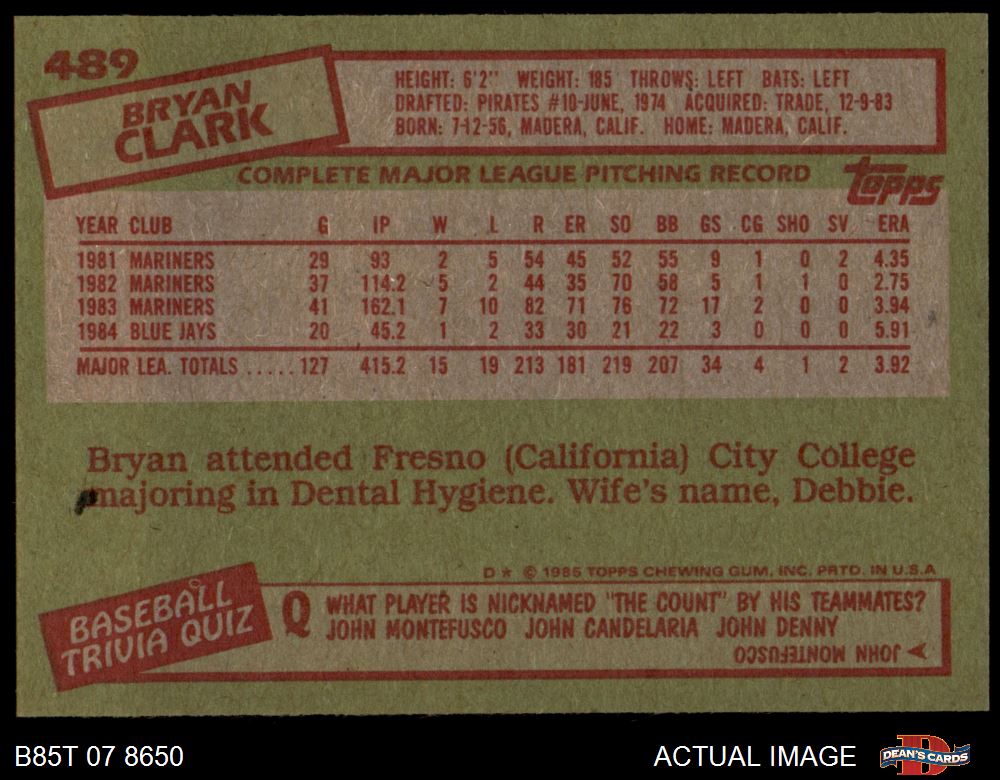 489
BRYAN
CLARK
HEIGHT: 6'2" WEIGHT: 185 THROWS: LEFT BATS: LEFT
DRAFTED: PIRATES #10-JUNE, 1974 ACQUIRED: TRADE, 12-9-83
BORN: 7-12-56, MADERA, CALIF. HOME: MADERA, CALIF.
COMPLETE MAJOR LEAGUE PITCHING RECORD
topps
YEAR CLUB G IP W L R ER SO BB GS CG SHO SV ERA
1981 MARINERS 29 93 2 5 54 45 52 55 9 1 0 2 4.35
1982 MARINERS 37 114.2 5 2 44 35 70 58 5 1 1 0 2.75
1983 MARINERS 41 162.1 7 10 82 71 76 72 17 2 0 0 3.94
1984 BLUE JAYS 20 45.2 1 2 33 30 21 22 3 0 0 0 5.91
MAJOR LEA. TOTALS ..... 127 415.2 15 19 213 181 219 207 34 4 1 2 3.92
Bryan attended Fresno (California) City College
majoring in Dental Hygiene. Wife's name, Debbie.
D* © 1985 TOPPS CHEWING GUM, INC. PRTD. IN U.S.A.
BASEBALL
TRIVIA QUIZ
Q WHAT PLAYER IS NICKNAMED "THE COUNT" BY HIS TEAMMATES?
JOHN MONTEFUSCO JOHN CANDELARIA JOHN DENNY
JOHN MONTEFUSCO
B85T 07 8650
ACTUAL IMAGE
D
DEAN'S CARDS